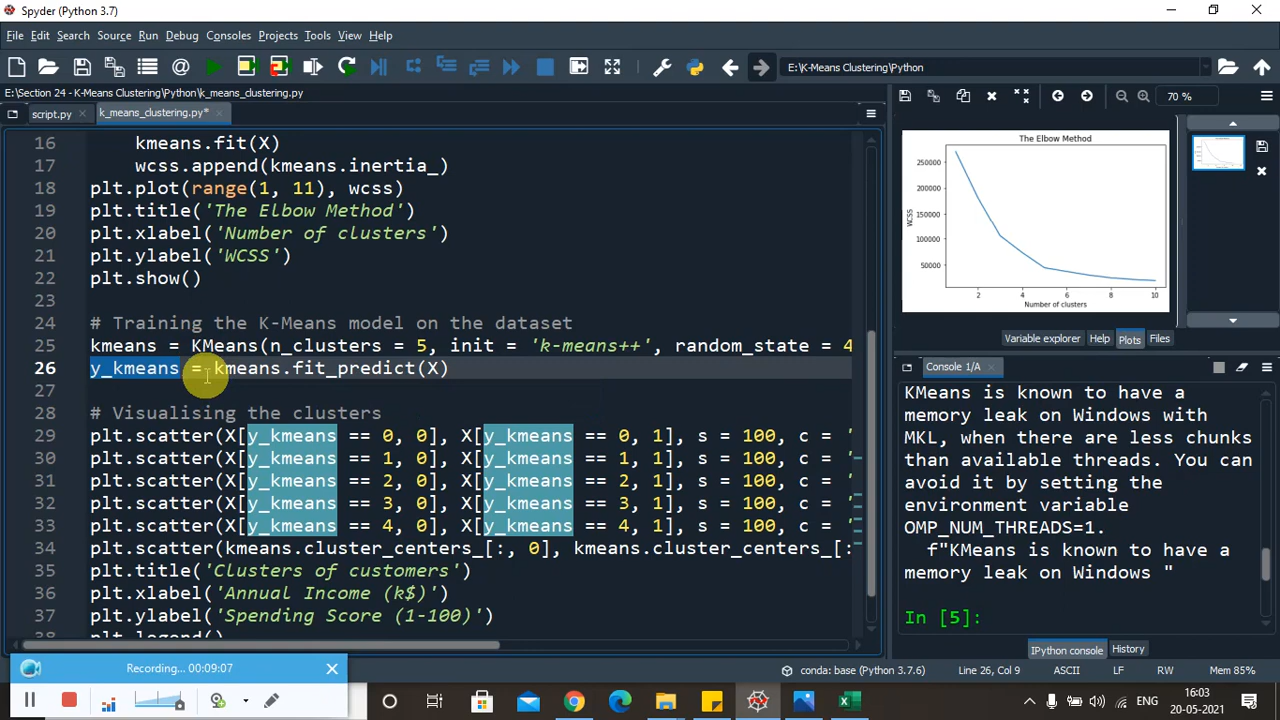 Spyder (Python 3.7)
File Edit Search Source Run Debug Consoles Projects Tools View Help
E:\K-Means Clustering\Python
E:\Section 24 - K-Means Clustering\Python\k_means_clustering.py
script.py k_means_clustering.py*
70 %
16 kmeans.fit(X)
17 wcss.append(kmeans.inertia_)
18 plt.plot(range(1, 11), wcss)
19 plt.title('The Elbow Method')
20 plt.xlabel('Number of clusters')
21 plt.ylabel('WCSS')
22 plt.show()
23
24 # Training the K-Means model on the dataset
25 kmeans = KMeans(n_clusters = 5, init = 'k-means++', random_state = 4
26 y_kmeans = kmeans.fit_predict(X)
27
28 # Visualising the clusters
29 plt.scatter(X[y_kmeans == 0, 0], X[y_kmeans == 0, 1], s = 100, c = '
30 plt.scatter(X[y_kmeans == 1, 0], X[y_kmeans == 1, 1], s = 100, c = '
31 plt.scatter(X[y_kmeans == 2, 0], X[y_kmeans == 2, 1], s = 100, c = '
32 plt.scatter(X[y_kmeans == 3, 0], X[y_kmeans == 3, 1], s = 100, c = '
33 plt.scatter(X[y_kmeans == 4, 0], X[y_kmeans == 4, 1], s = 100, c = '
34 plt.scatter(kmeans.cluster_centers_[:, 0], kmeans.cluster_centers_[:
35 plt.title('Clusters of customers')
36 plt.xlabel('Annual Income (k$)')
37 plt.ylabel('Spending Score (1-100)')
38 plt.legend()
The Elbow Method
250000
200000
150000
100000
50000
WCSS
2 4 6 8 10
Number of clusters
Variable explorer Help Plots Files
Console 1/A
KMeans is known to have a
memory leak on Windows with
MKL, when there are less chunks
than available threads. You can
avoid it by setting the
environment variable
OMP_NUM_THREADS=1.
f"KMeans is known to have a
memory leak on Windows "
In [5]:
IPython console History
Recording... 00:09:07
conda: base (Python 3.7.6) Line 26, Col 9 ASCII LF RW Mem 85%
ENG
16:03
20-05-2021